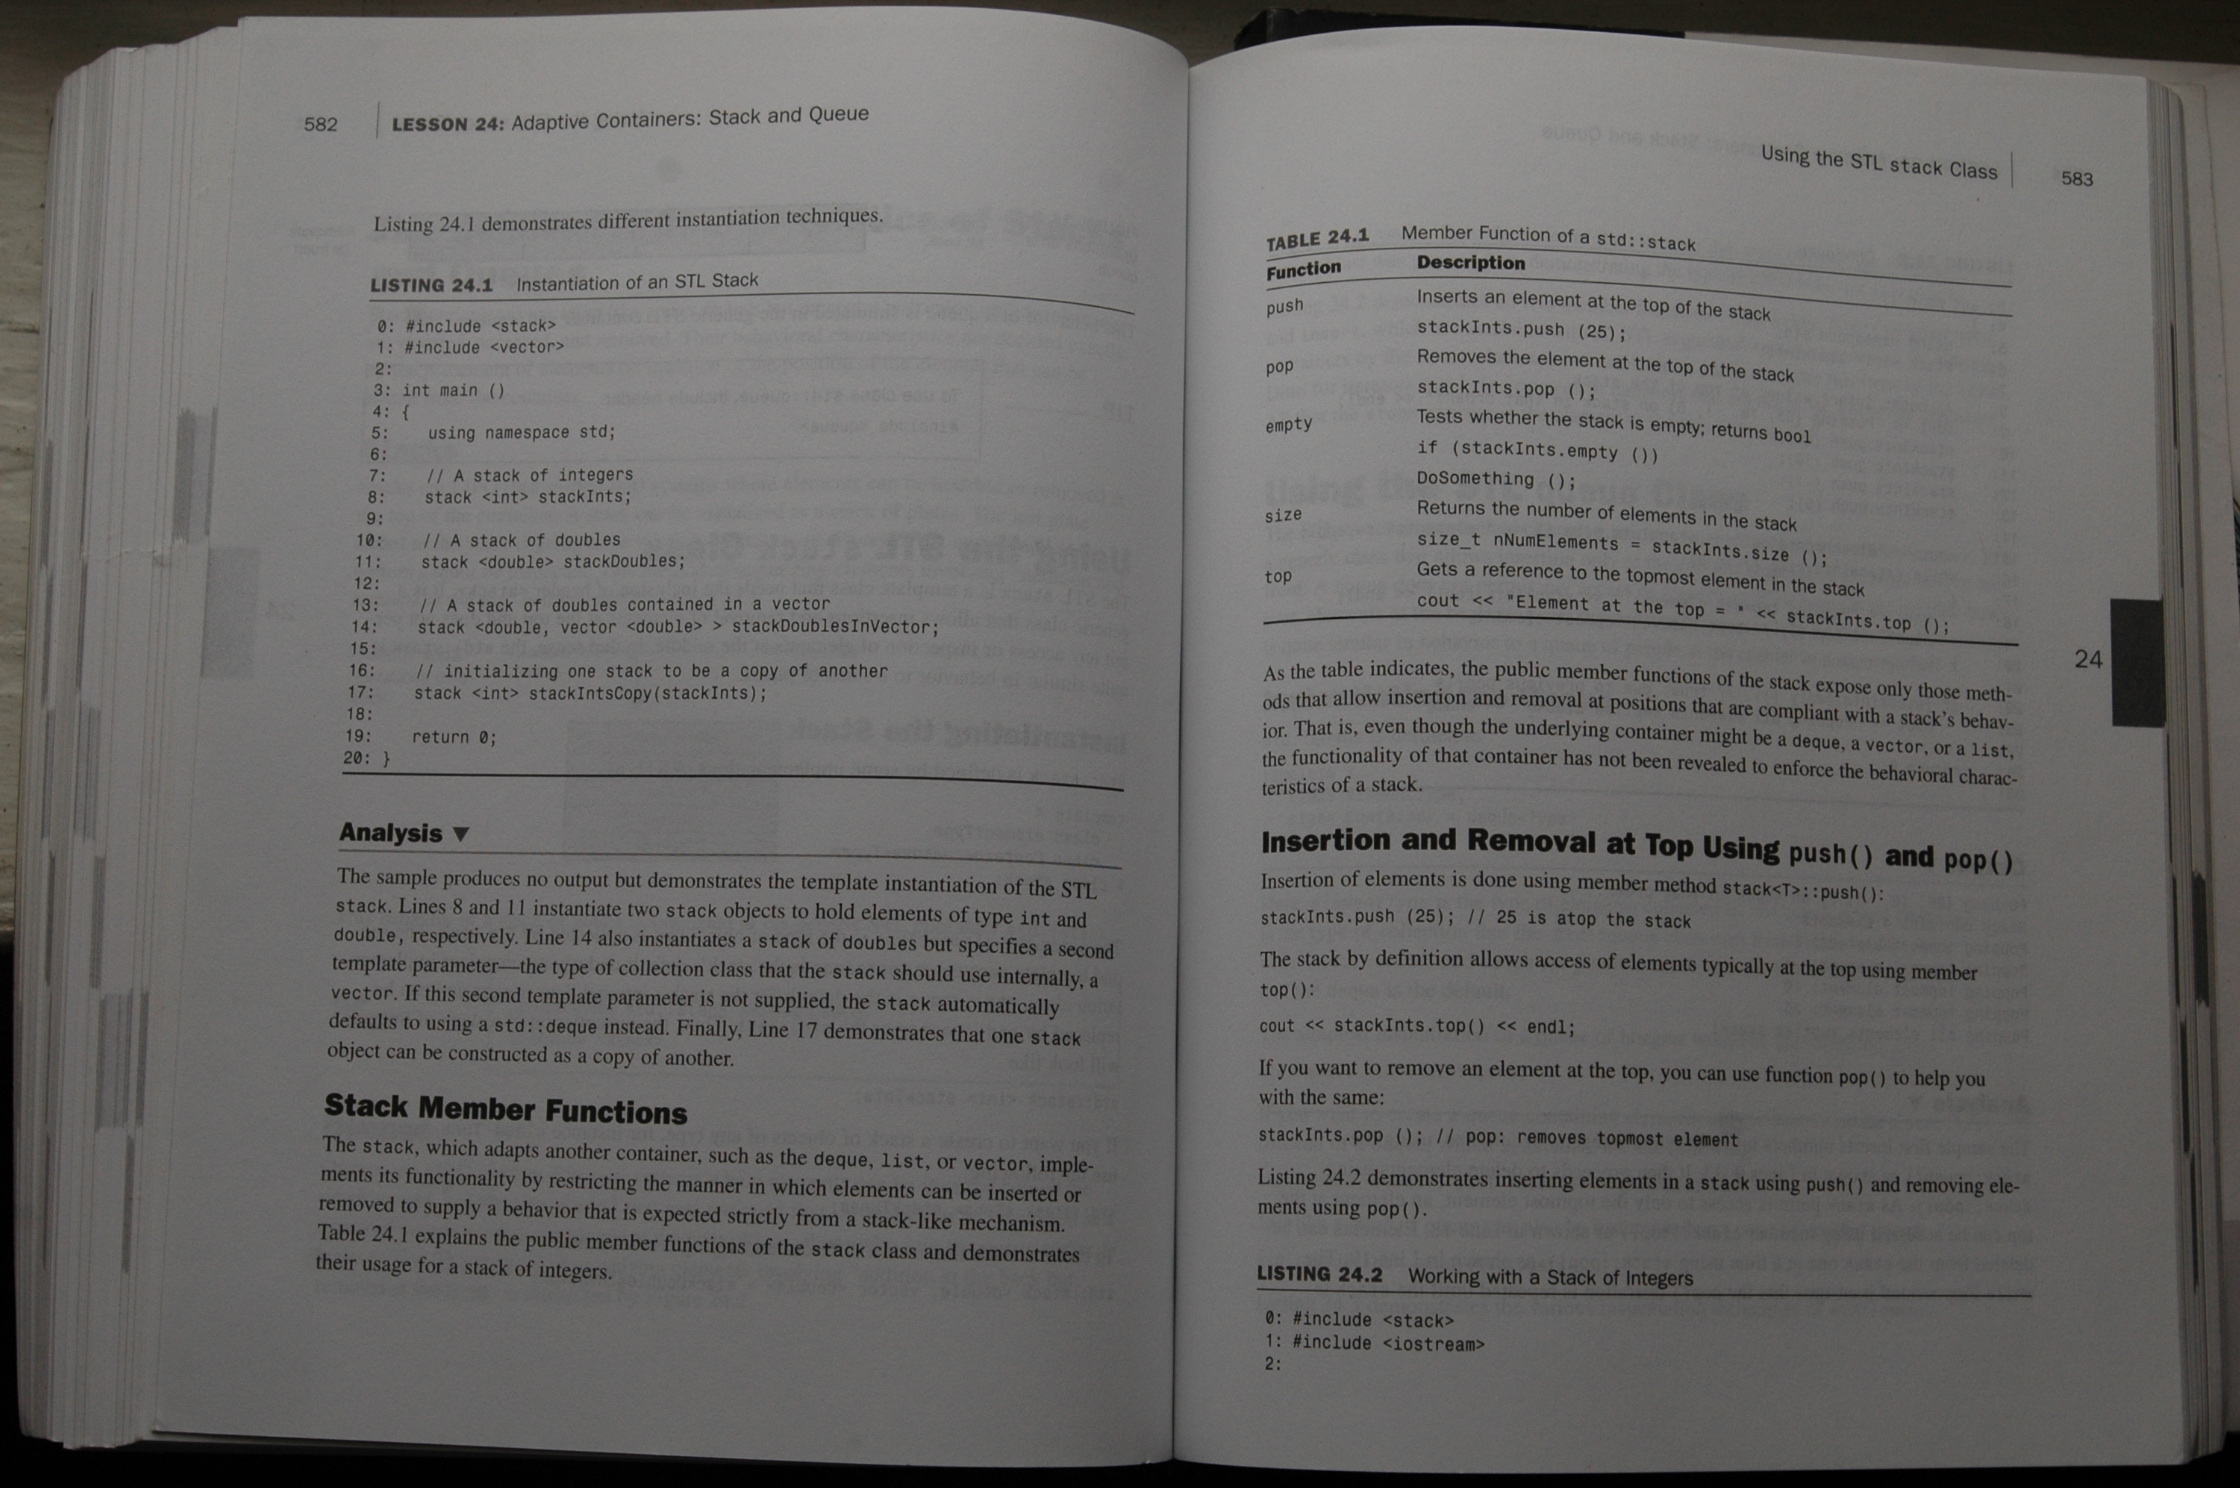 582 LESSON 24: Adaptive Containers: Stack and Queue
Listing 24.1 demonstrates different instantiation techniques.
LISTING 24.1 Instantiation of an STL Stack
0: #include <stack>
1: #include <vector>
2:
3: int main ()
4: {
5: using namespace std;
6:
7: // A stack of integers
8: stack <int> stackInts;
9:
10: // A stack of doubles
11: stack <double> stackDoubles;
12:
13: // A stack of doubles contained in a vector
14: stack <double, vector <double> > stackDoublesInVector;
15:
16: // initializing one stack to be a copy of another
17: stack <int> stackIntsCopy(stackInts);
18:
19: return 0;
20: }
Analysis ▼
The sample produces no output but demonstrates the template instantiation of the STL
stack. Lines 8 and 11 instantiate two stack objects to hold elements of type int and
double, respectively. Line 14 also instantiates a stack of doubles but specifies a second
template parameter—the type of collection class that the stack should use internally, a
vector. If this second template parameter is not supplied, the stack automatically
defaults to using a std::deque instead. Finally, Line 17 demonstrates that one stack
object can be constructed as a copy of another.
Stack Member Functions
The stack, which adapts another container, such as the deque, list, or vector, imple-
ments its functionality by restricting the manner in which elements can be inserted or
removed to supply a behavior that is expected strictly from a stack-like mechanism.
Table 24.1 explains the public member functions of the stack class and demonstrates
their usage for a stack of integers.
Using the STL stack Class 583
TABLE 24.1 Member Function of a std::stack
Function Description
push Inserts an element at the top of the stack
stackInts.push (25);
pop Removes the element at the top of the stack
stackInts.pop ();
empty Tests whether the stack is empty; returns bool
if (stackInts.empty ())
DoSomething ();
size Returns the number of elements in the stack
size_t nNumElements = stackInts.size ();
top Gets a reference to the topmost element in the stack
cout << "Element at the top = " << stackInts.top ();
As the table indicates, the public member functions of the stack expose only those meth-
ods that allow insertion and removal at positions that are compliant with a stack's behav-
ior. That is, even though the underlying container might be a deque, a vector, or a list,
the functionality of that container has not been revealed to enforce the behavioral charac-
teristics of a stack.
24
Insertion and Removal at Top Using push() and pop()
Insertion of elements is done using member method stack<T>::push():
stackInts.push (25); // 25 is atop the stack
The stack by definition allows access of elements typically at the top using member
top():
cout << stackInts.top() << endl;
If you want to remove an element at the top, you can use function pop() to help you
with the same:
stackInts.pop (); // pop: removes topmost element
Listing 24.2 demonstrates inserting elements in a stack using push() and removing ele-
ments using pop().
LISTING 24.2 Working with a Stack of Integers
0: #include <stack>
1: #include <iostream>
2: